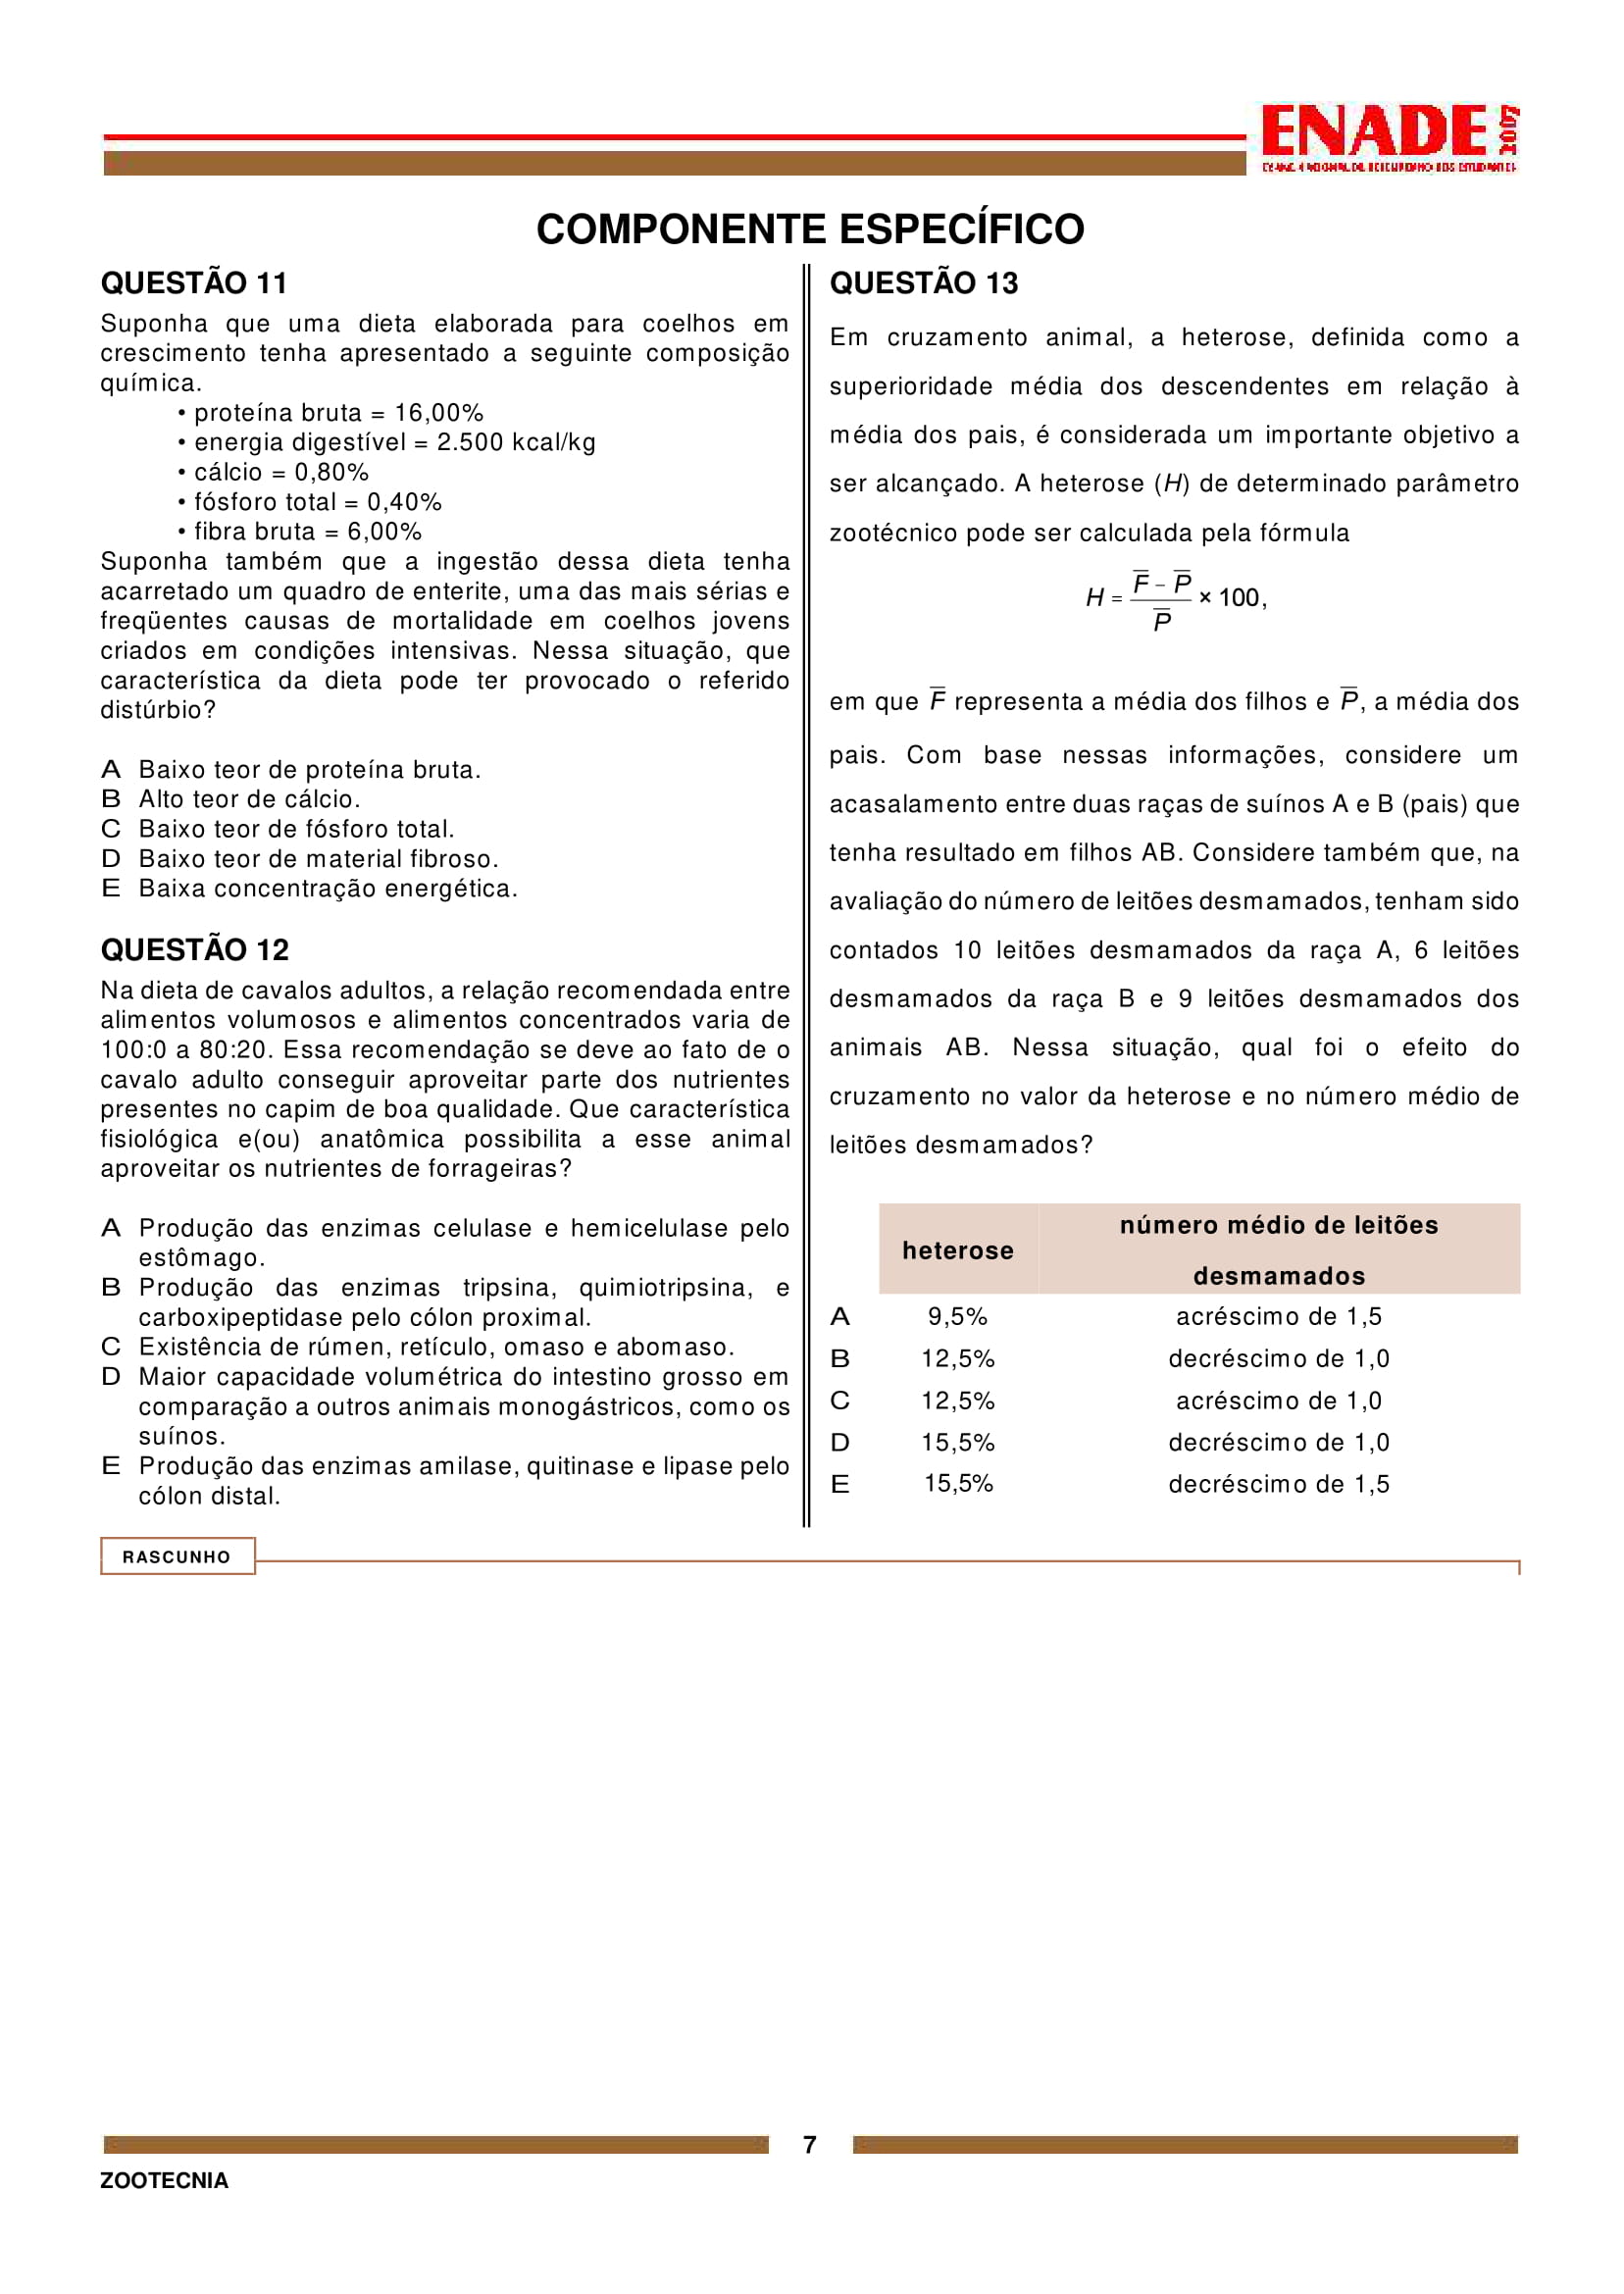 ENADE 2007
COMPONENTE ESPECÍFICO
QUESTÃO 11
Suponha que uma dieta elaborada para coelhos em
crescimento tenha apresentado a seguinte composição
química.
• proteína bruta = 16,00%
• energia digestível = 2.500 kcal/kg
• cálcio = 0,80%
• fósforo total = 0,40%
• fibra bruta = 6,00%
Suponha também que a ingestão dessa dieta tenha
acarretado um quadro de enterite, uma das mais sérias e
freqüentes causas de mortalidade em coelhos jovens
criados em condições intensivas. Nessa situação, que
característica da dieta pode ter provocado o referido
distúrbio?
A Baixo teor de proteína bruta.
B Alto teor de cálcio.
C Baixo teor de fósforo total.
D Baixo teor de material fibroso.
E Baixa concentração energética.
QUESTÃO 12
Na dieta de cavalos adultos, a relação recomendada entre
alimentos volumosos e alimentos concentrados varia de
100:0 a 80:20. Essa recomendação se deve ao fato de o
cavalo adulto conseguir aproveitar parte dos nutrientes
presentes no capim de boa qualidade. Que característica
fisiológica e(ou) anatômica possibilita a esse animal
aproveitar os nutrientes de forrageiras?
A Produção das enzimas celulase e hemicelulase pelo
estômago.
B Produção das enzimas tripsina, quimiotripsina, e
carboxipeptidase pelo cólon proximal.
C Existência de rúmen, retículo, omaso e abomaso.
D Maior capacidade volumétrica do intestino grosso em
comparação a outros animais monogástricos, como os
suínos.
E Produção das enzimas amilase, quitinase e lipase pelo
cólon distal.
QUESTÃO 13
Em cruzamento animal, a heterose, definida como a
superioridade média dos descendentes em relação à
média dos pais, é considerada um importante objetivo a
ser alcançado. A heterose (H) de determinado parâmetro
zootécnico pode ser calculada pela fórmula
H = (F̅ − P̅) / P̅ × 100,
em que F̅ representa a média dos filhos e P̅, a média dos
pais. Com base nessas informações, considere um
acasalamento entre duas raças de suínos A e B (pais) que
tenha resultado em filhos AB. Considere também que, na
avaliação do número de leitões desmamados, tenham sido
contados 10 leitões desmamados da raça A, 6 leitões
desmamados da raça B e 9 leitões desmamados dos
animais AB. Nessa situação, qual foi o efeito do
cruzamento no valor da heterose e no número médio de
leitões desmamados?
heterose número médio de leitões
desmamados
A 9,5% acréscimo de 1,5
B 12,5% decréscimo de 1,0
C 12,5% acréscimo de 1,0
D 15,5% decréscimo de 1,0
E 15,5% decréscimo de 1,5
RASCUNHO
7
ZOOTECNIA